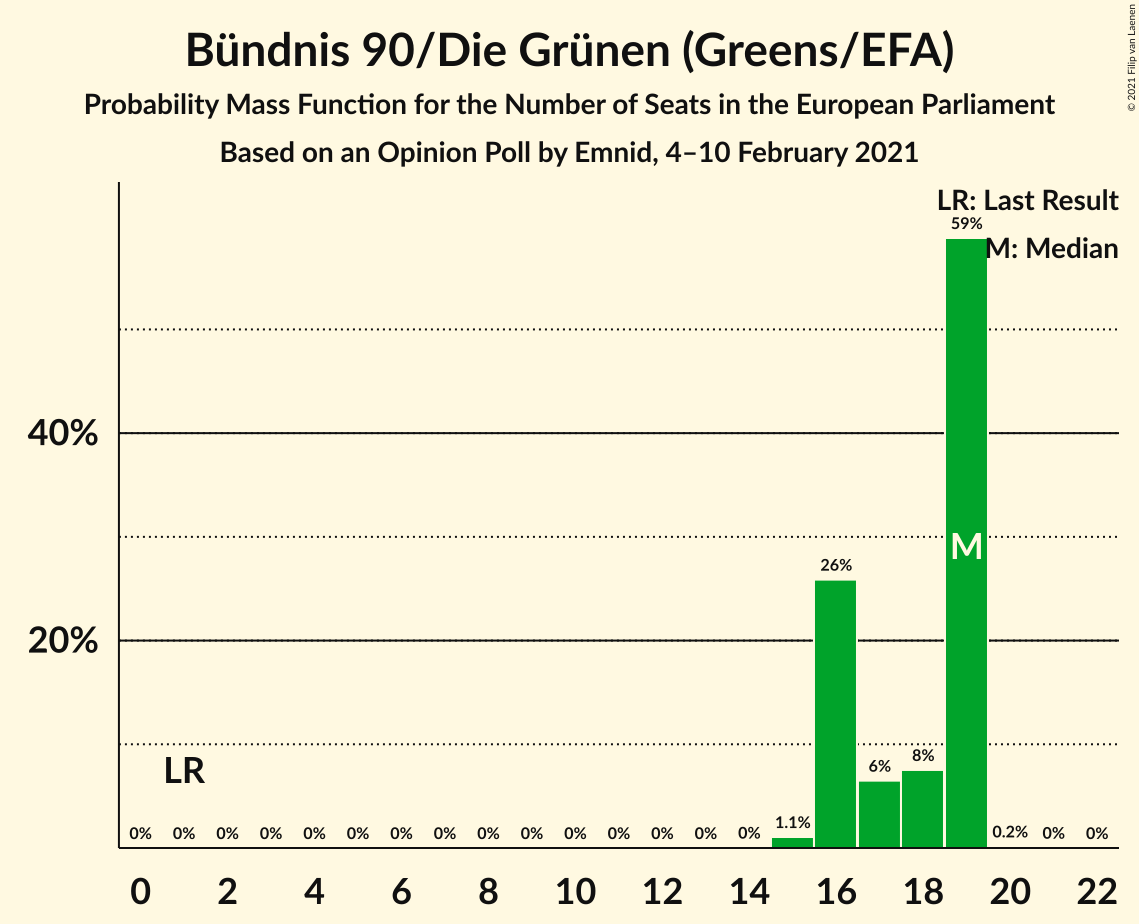 Bündnis 90/Die Grünen (Greens/EFA)
Probability Mass Function for the Number of Seats in the European Parliament
Based on an Opinion Poll by Emnid, 4–10 February 2021
© 2021 Filip van Laenen
LR: Last Result
M: Median
59%
40%
M
26%
20%
LR
8%
6%
1.1%
0% 0% 0% 0% 0% 0% 0% 0% 0% 0% 0% 0% 0% 0% 0% 0.2% 0% 0%
0 2 4 6 8 10 12 14 16 18 20 22